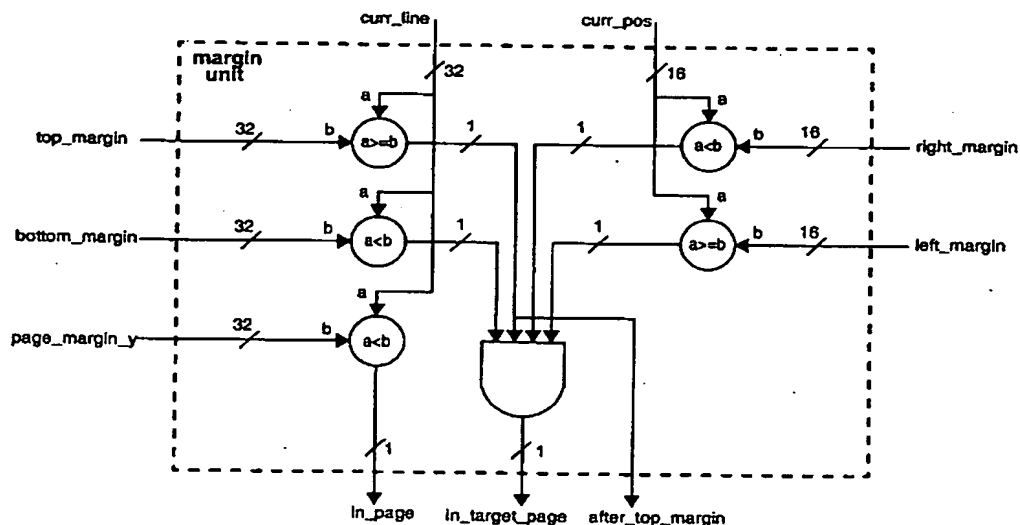 curr_line
curr_pos
margin
unit
32
16
a
a
top_margin
32
b
a>=b
1
1
a<b
b
16
right_margin
a
a
bottom_margin
32
b
a<b
1
1
a>=b
b
16
left_margin
a
page_margin_y
32
b
a<b
1
1
in_page
in_target_page
after_top_margin